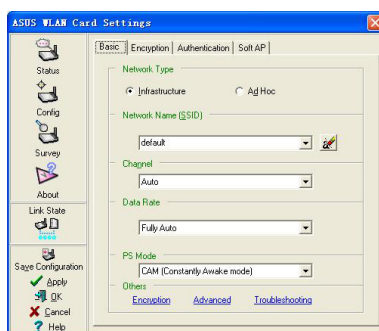 ASUS WLAN Card Settings
Status
Config
Survey
About
Link State
Save Configuration
Apply
OK
Cancel
Help
Basic
Encryption
Authentication
Soft AP
Network Type
Infrastructure
Ad Hoc
Network Name (SSID)
default
Channel
Auto
Data Rate
Fully Auto
PS Mode
CAM (Constantly Awake mode)
Others
Encryption
Advanced
Troubleshooting